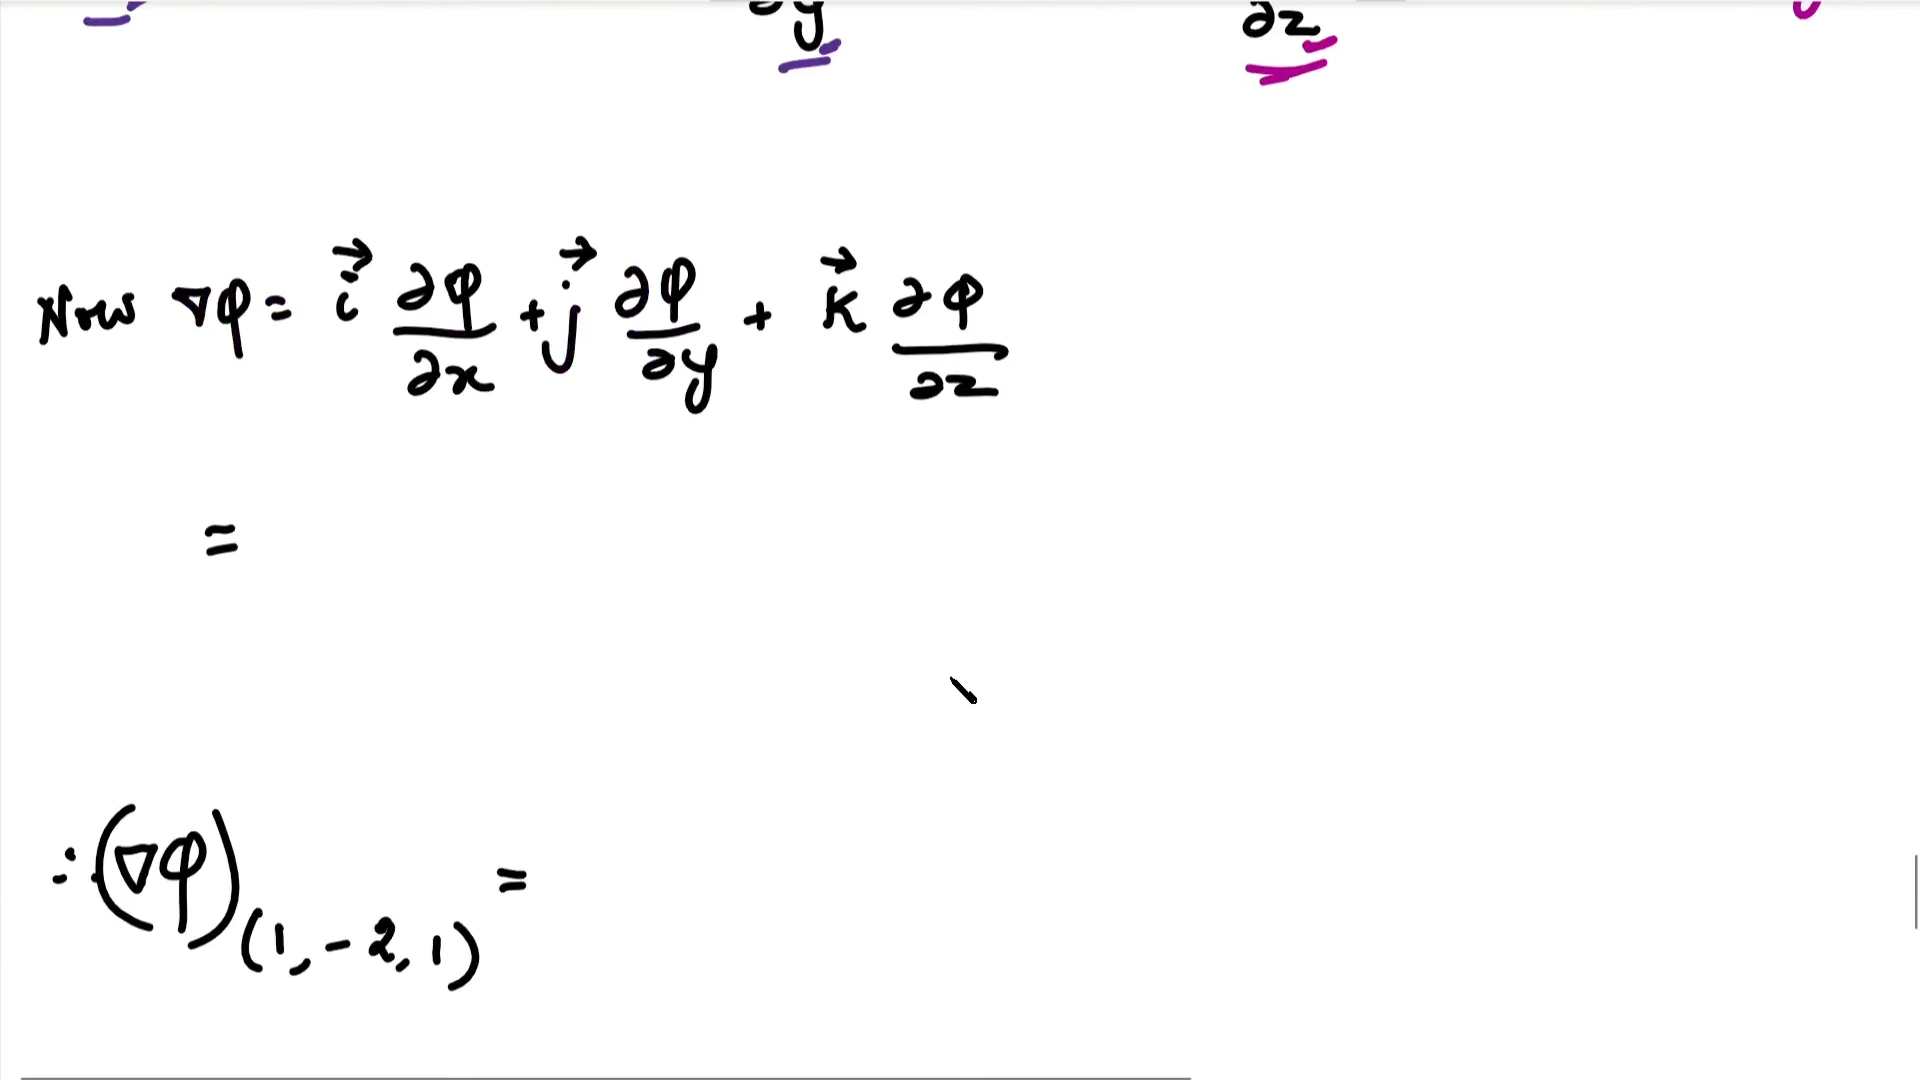 ∂y ∂z
Now ∇φ = i⃗ ∂φ/∂x + j⃗ ∂φ/∂y + k⃗ ∂φ/∂z
=
∴ (∇φ)(1, -2, 1) =